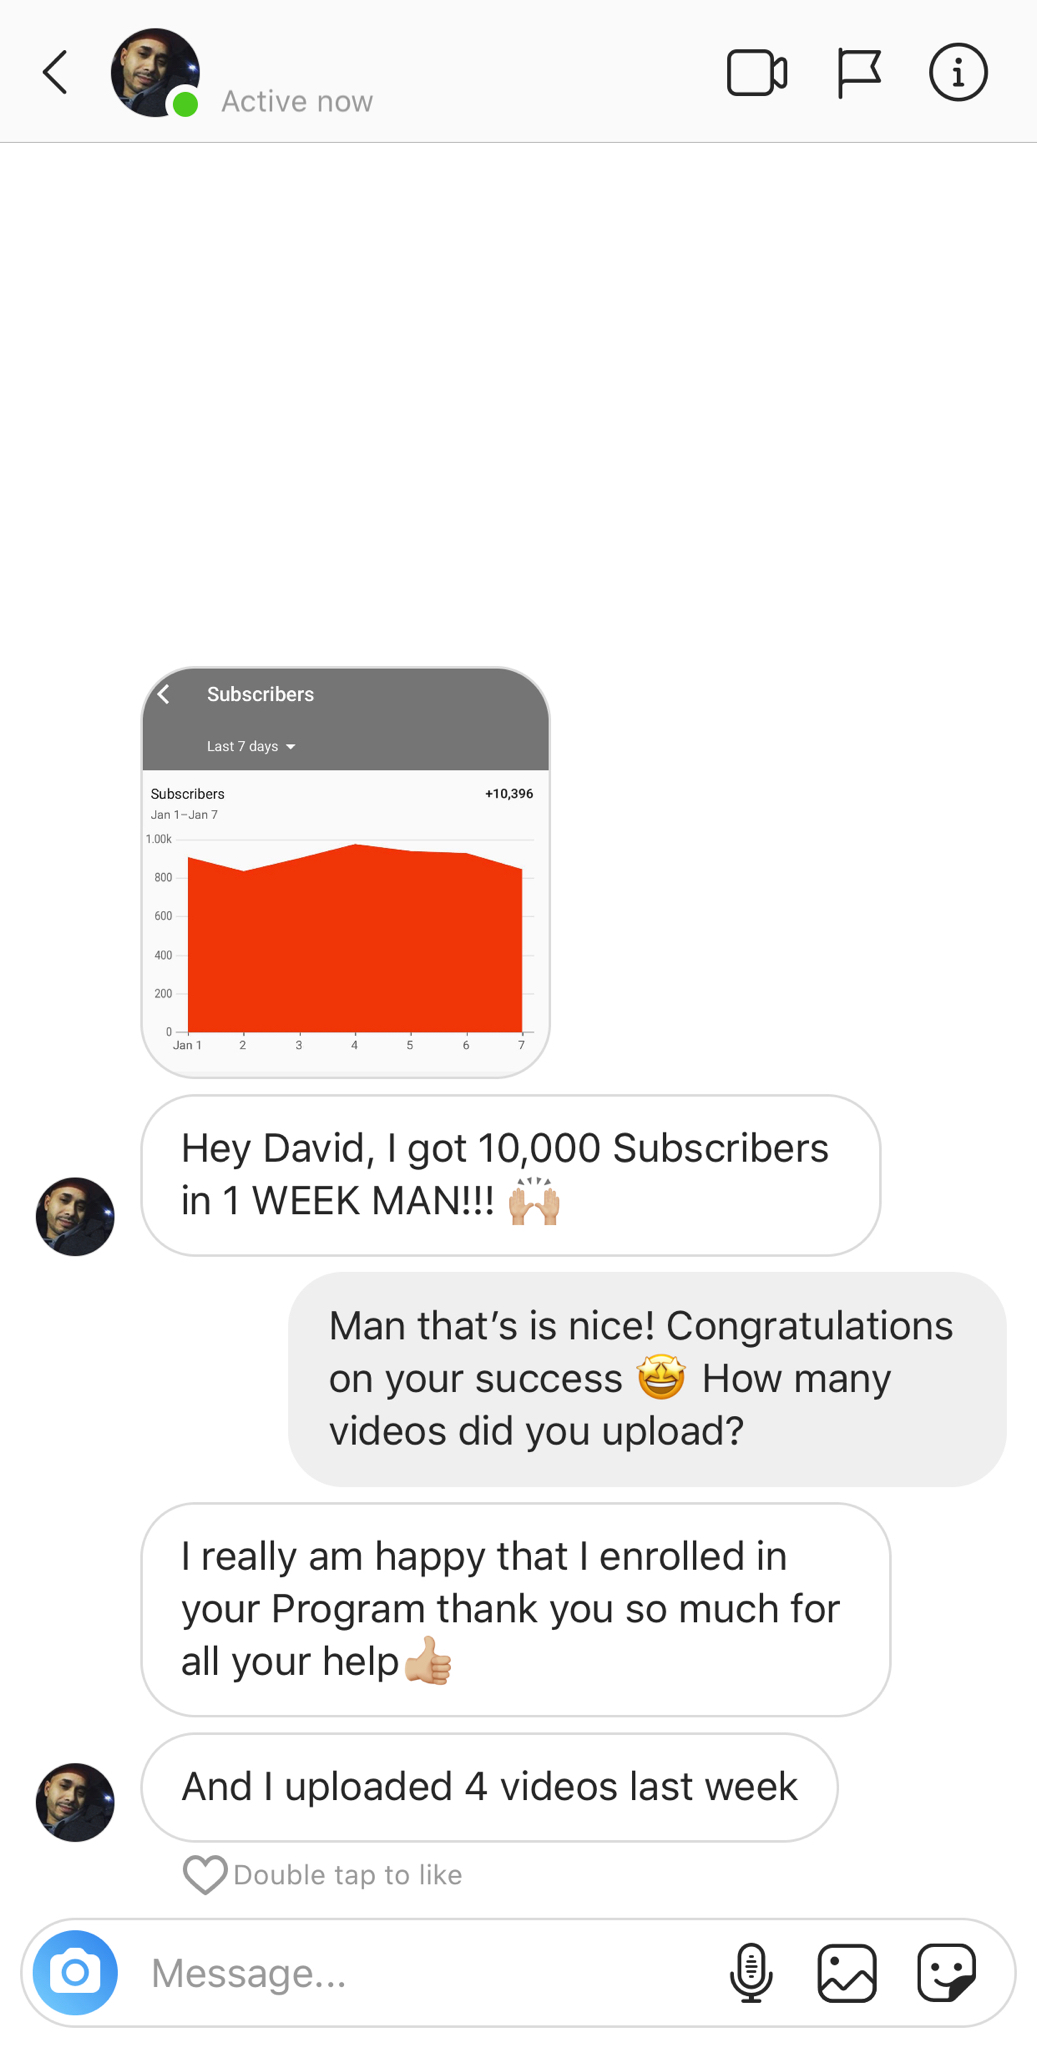 Active now
Subscribers
Last 7 days
Subscribers
+10,396
Jan 1–Jan 7
1.00k
800
600
400
200
0
Jan 1 2 3 4 5 6 7
Hey David, I got 10,000 Subscribers
in 1 WEEK MAN!!! 🙌🏼
Man that’s is nice! Congratulations
on your success 🤩 How many
videos did you upload?
I really am happy that I enrolled in
your Program thank you so much for
all your help👍🏼
And I uploaded 4 videos last week
Double tap to like
Message...